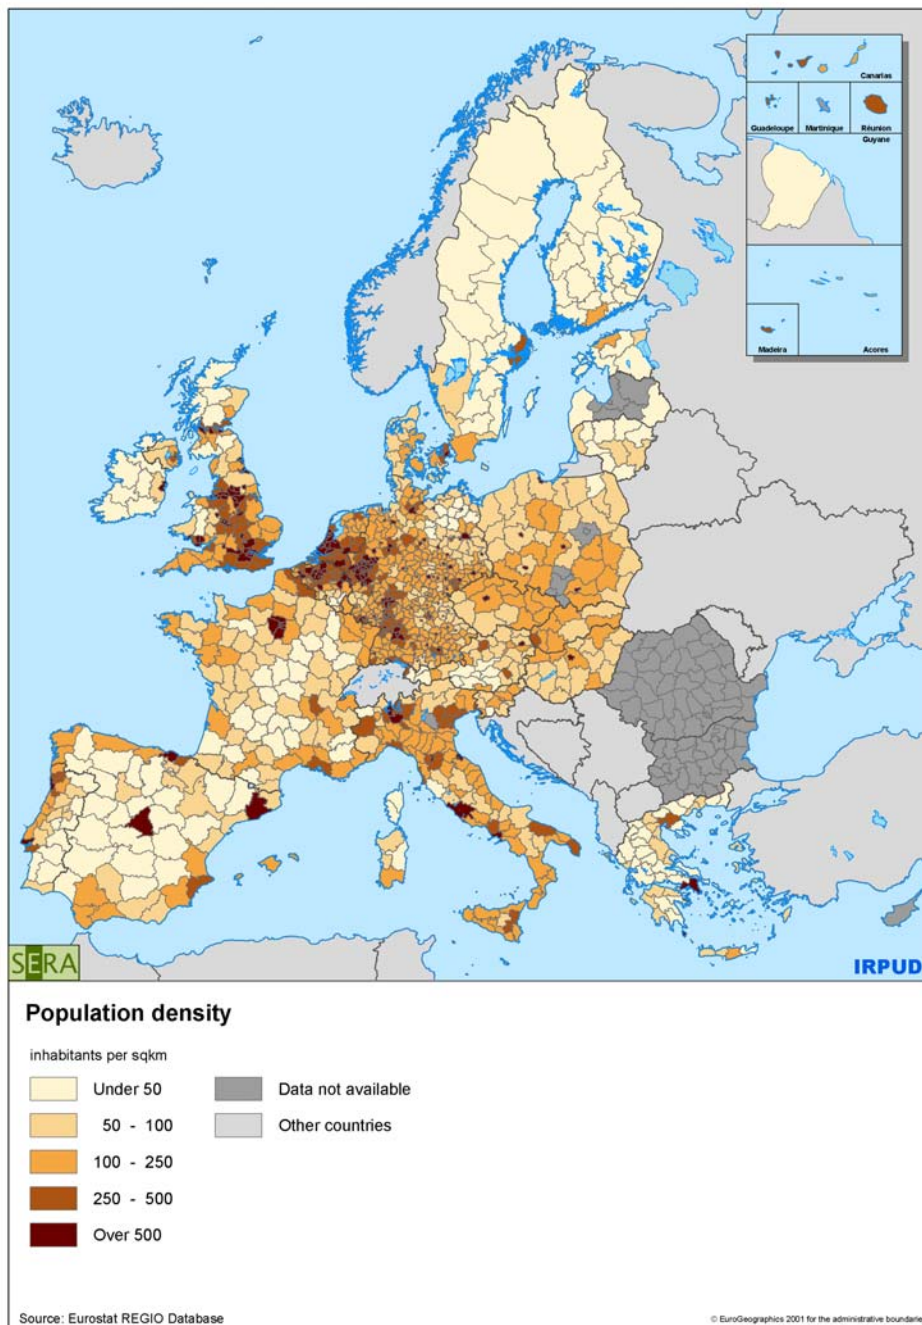 Canarias
Guadeloupe
Martinique
Réunion
Guyane
Madeira
Acores
SERA
IRPUD
Population density
inhabitants per sqkm
Under 50
50 - 100
100 - 250
250 - 500
Over 500
Data not available
Other countries
Source: Eurostat REGIO Database
© EuroGeographics 2001 for the administrative boundarie